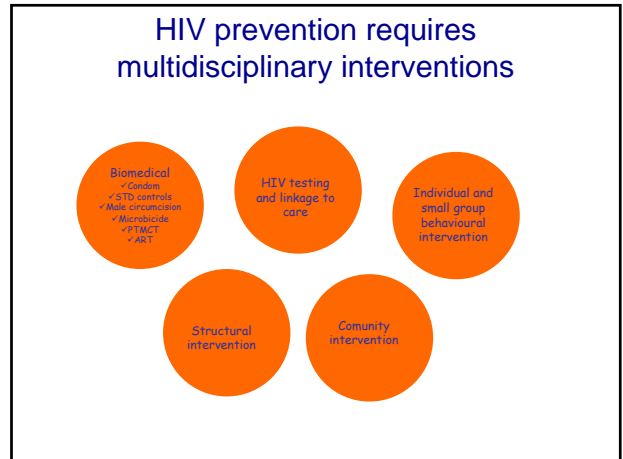 HIV prevention requires
multidisciplinary interventions
Biomedical
✓Condom
✓STD controls
✓Male circumcision
✓Microbicide
✓PTMCT
✓ART
HIV testing
and linkage to
care
Individual and
small group
behavioural
intervention
Structural
intervention
Comunity
intervention